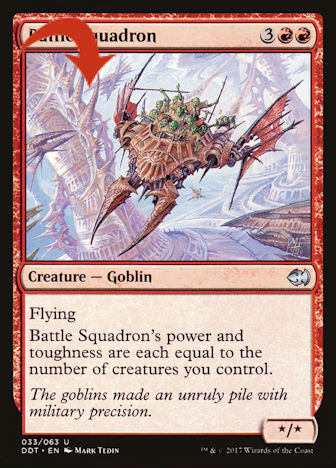 Battle Squadron 3
Creature — Goblin
Flying
Battle Squadron's power and
toughness are each equal to the
number of creatures you control.
The goblins made an unruly pile with
military precision.
*/*
033/063 U
DDT • EN Mark Tedin
™ & © 2017 Wizards of the Coast